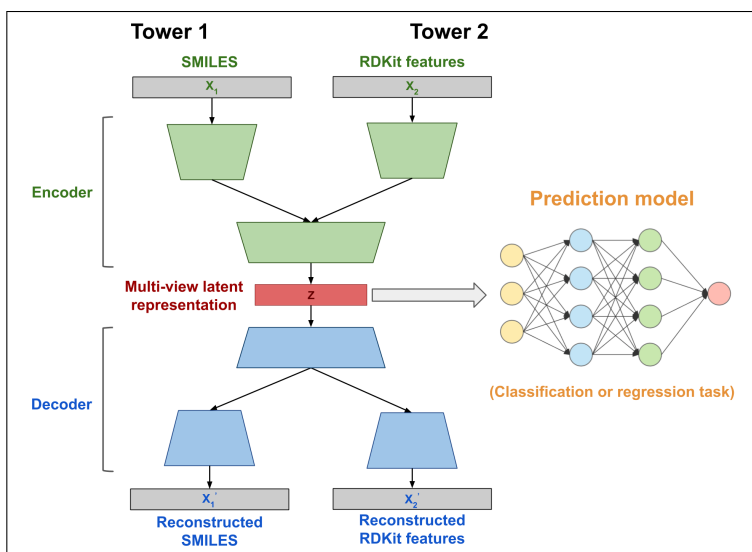 Tower 1
Tower 2
SMILES
RDKit features
X1
X2
Encoder
Prediction model
Multi-view latent
representation
z
Decoder
(Classification or regression task)
X1'
X2'
Reconstructed
SMILES
Reconstructed
RDKit features